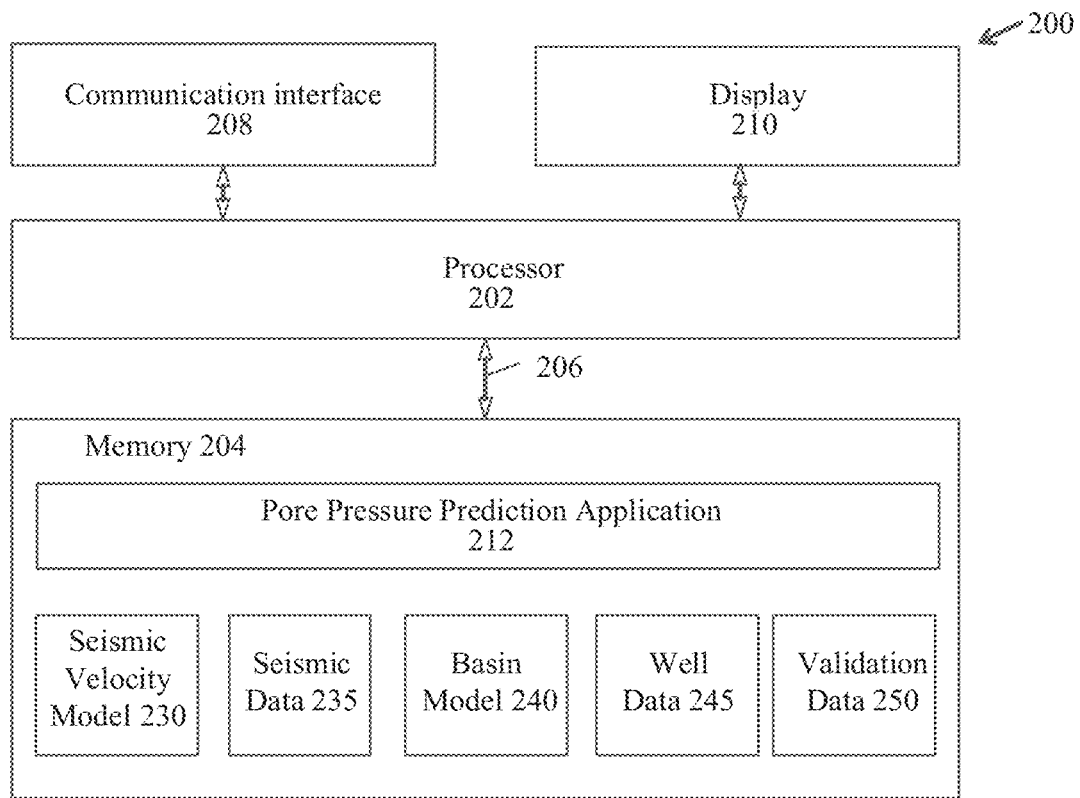 200
Communication interface
208
Display
210
Processor
202
206
Memory 204
Pore Pressure Prediction Application
212
Seismic
Velocity
Model 230
Seismic
Data 235
Basin
Model 240
Well
Data 245
Validation
Data 250